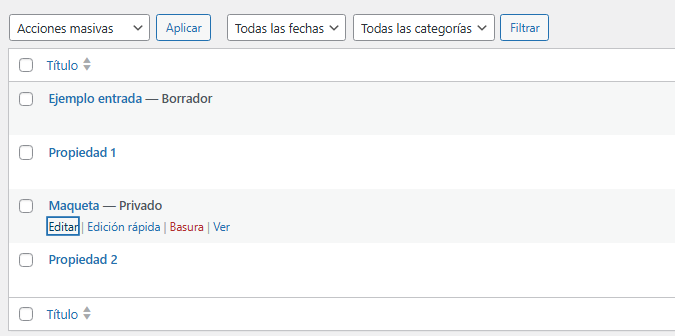 Acciones masivas Aplicar Todas las fechas Todas las categorías Filtrar
Título
Ejemplo entrada — Borrador
Propiedad 1
Maqueta — Privado
Editar | Edición rápida | Basura | Ver
Propiedad 2
Título